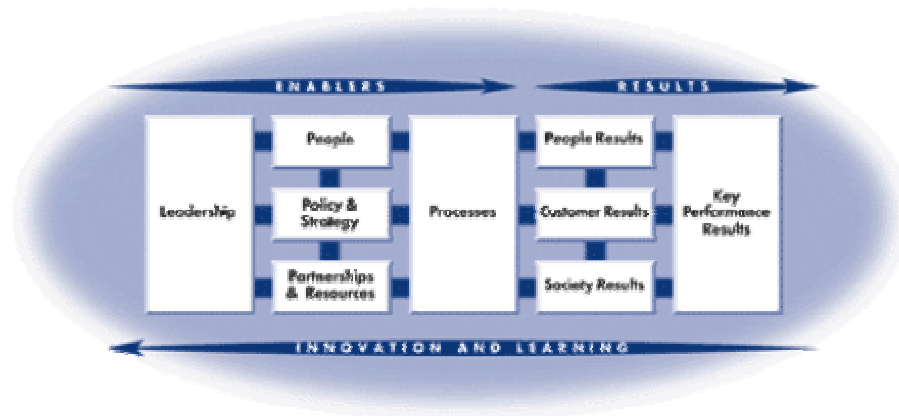 ENABLERS
RESULTS
Leadership
People
Policy &
Strategy
Partnerships
& Resources
Processes
People Results
Customer Results
Society Results
Key
Performance
Results
INNOVATION AND LEARNING